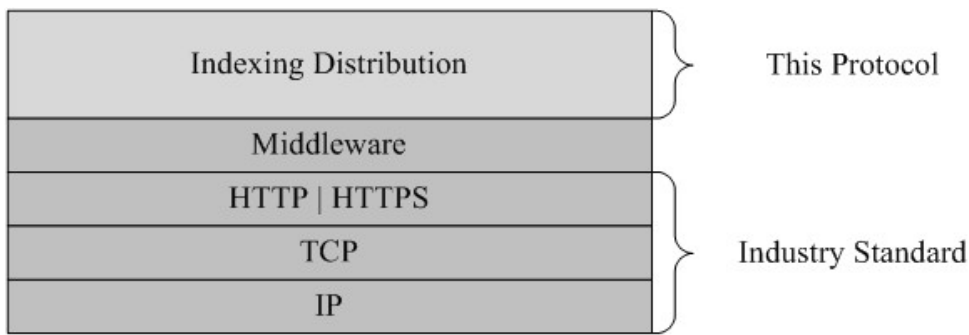 Indexing Distribution
This Protocol
Middleware
HTTP | HTTPS
TCP
Industry Standard
IP